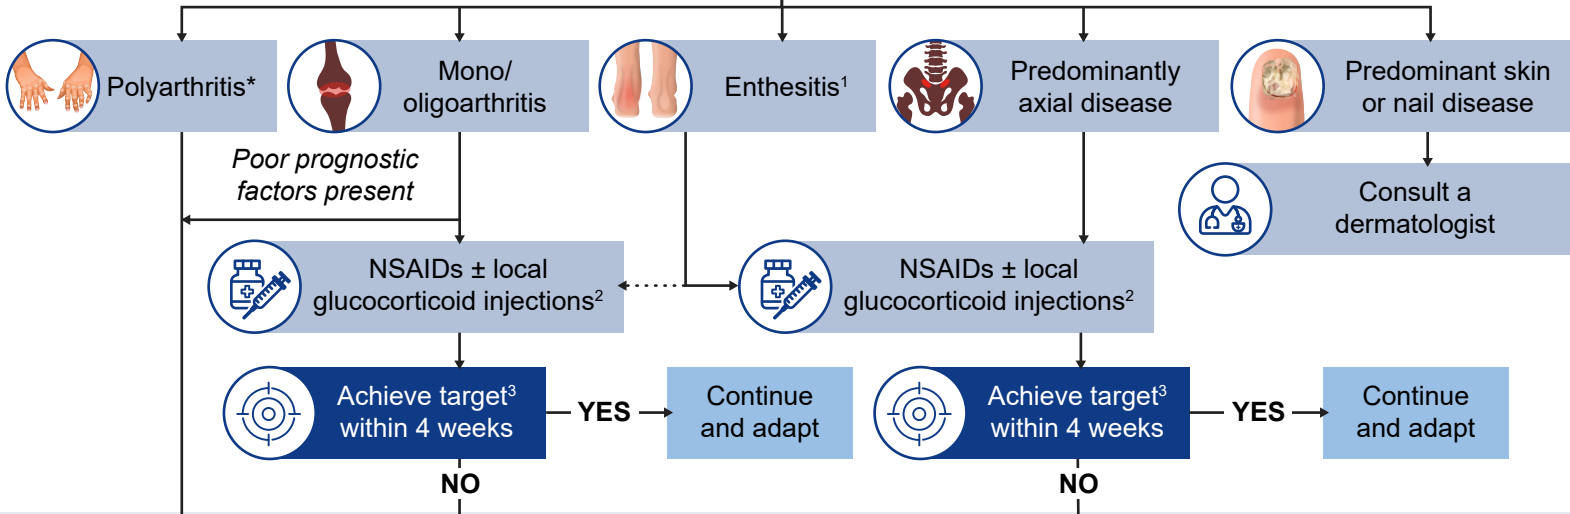 Polyarthritis*
Mono/
oligoarthritis
Enthesitis¹
Predominantly
axial disease
Predominant skin
or nail disease
Poor prognostic
factors present
Consult a
dermatologist
NSAIDs ± local
glucocorticoid injections²
NSAIDs ± local
glucocorticoid injections²
Achieve target³
within 4 weeks
YES
Continue
and adapt
Achieve target³
within 4 weeks
YES
Continue
and adapt
NO
NO